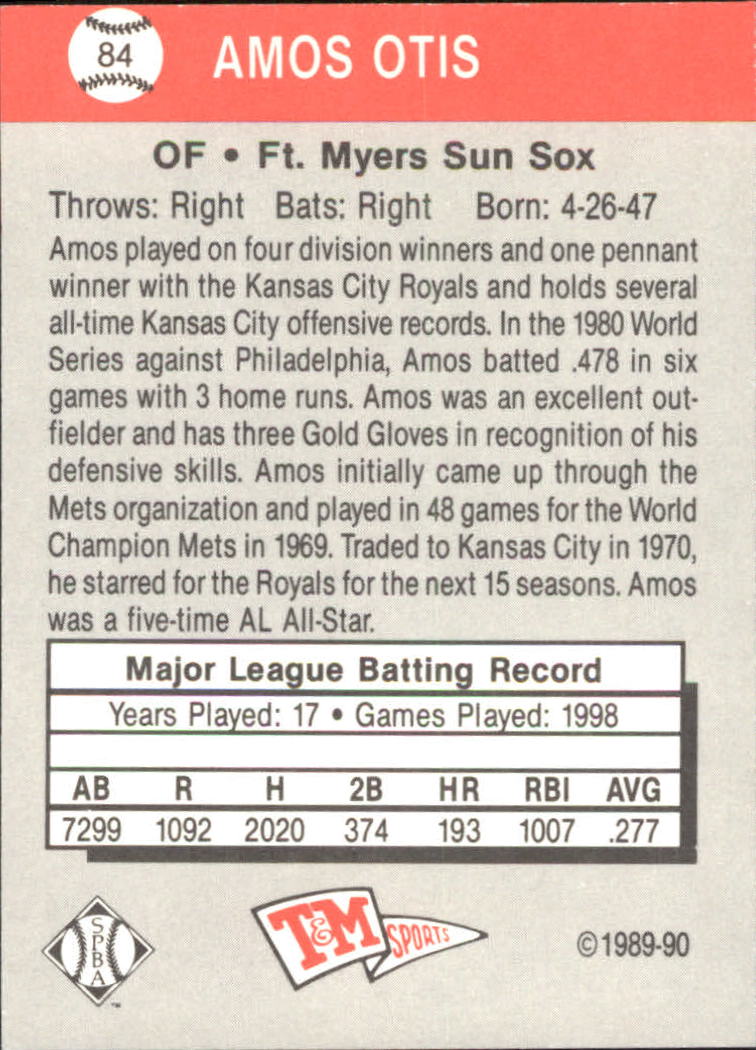 84
AMOS OTIS
OF • Ft. Myers Sun Sox
Throws: Right Bats: Right Born: 4-26-47
Amos played on four division winners and one pennant
winner with the Kansas City Royals and holds several
all-time Kansas City offensive records. In the 1980 World
Series against Philadelphia, Amos batted .478 in six
games with 3 home runs. Amos was an excellent out-
fielder and has three Gold Gloves in recognition of his
defensive skills. Amos initially came up through the
Mets organization and played in 48 games for the World
Champion Mets in 1969. Traded to Kansas City in 1970,
he starred for the Royals for the next 15 seasons. Amos
was a five-time AL All-Star.
Major League Batting Record
Years Played: 17 • Games Played: 1998
AB R H 2B HR RBI AVG
7299 1092 2020 374 193 1007 .277
SPBA
™
T&M SPORTS
©1989-90